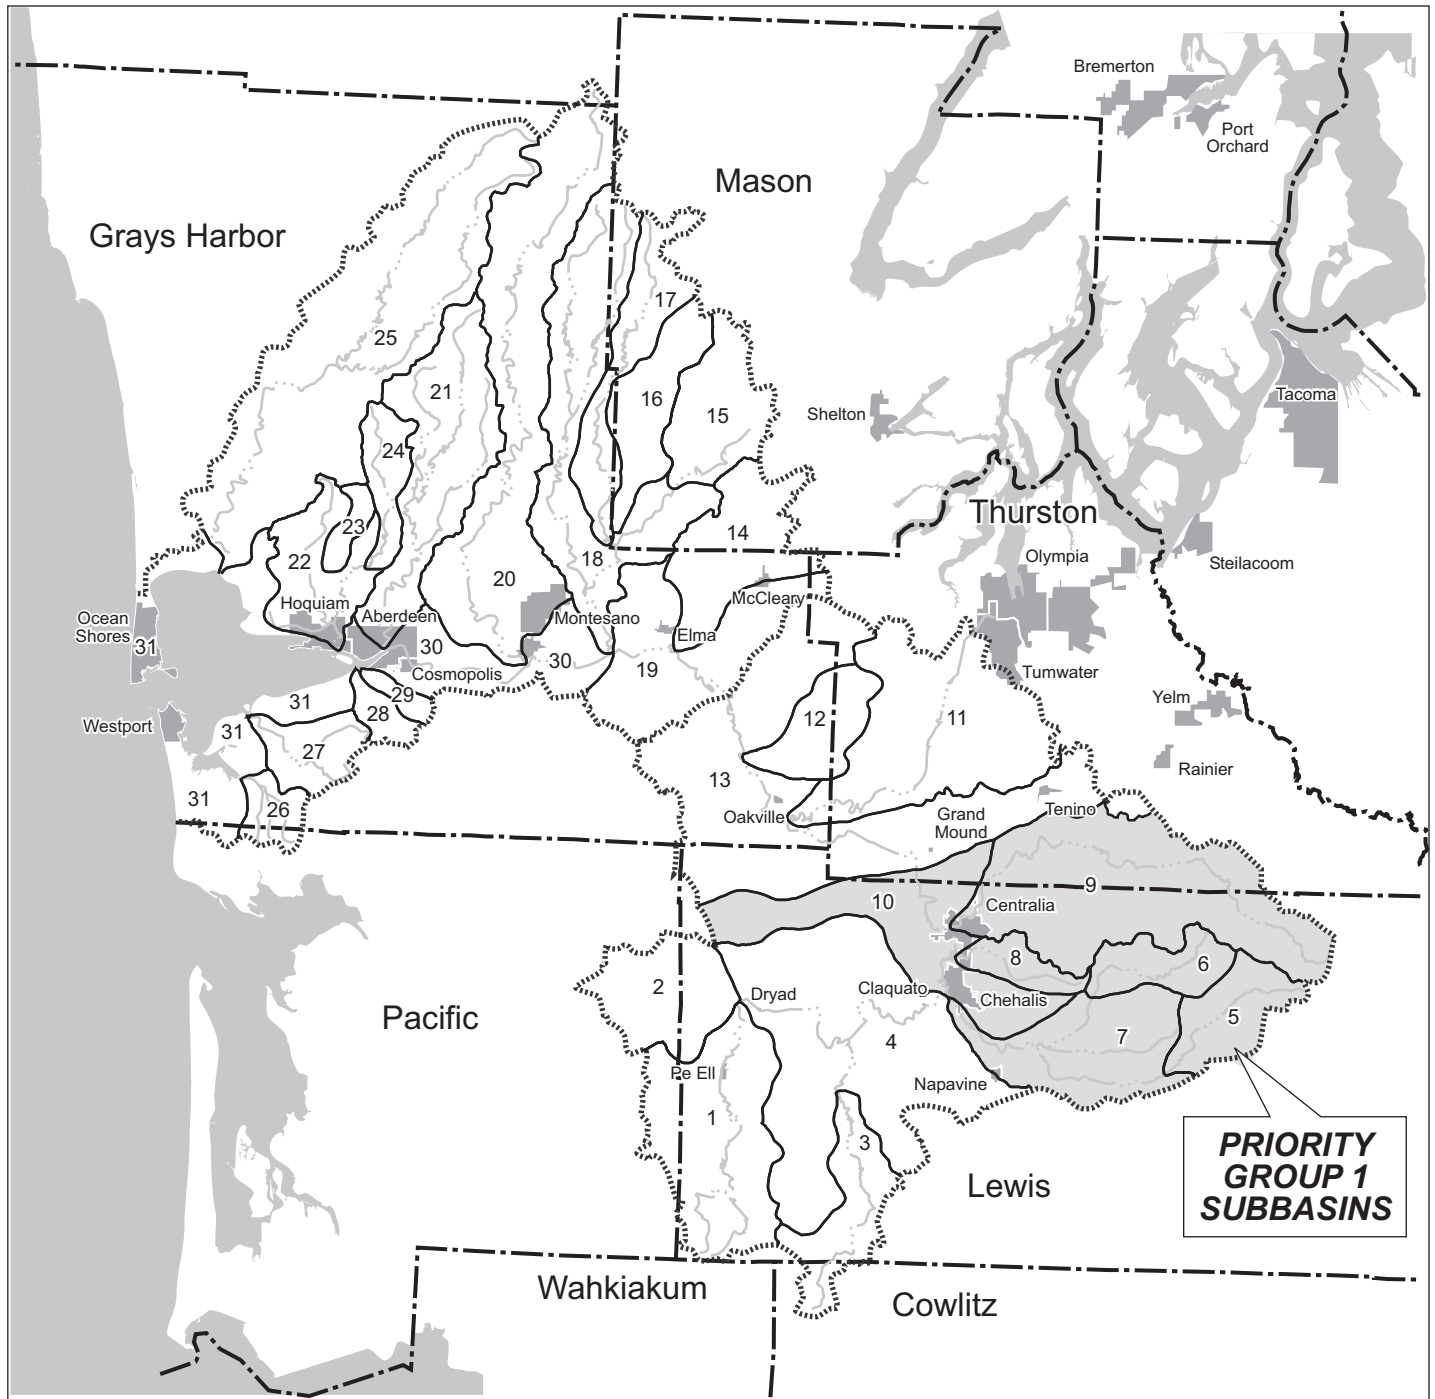 Bremerton
Port
Orchard
Mason
Grays Harbor
17
25
21
16
15
Tacoma
Shelton
24
23
Thurston
14
22
18
20
Olympia
Steilacoom
Hoquiam
Aberdeen
McCleary
Ocean
Shores
31
Montesano
Elma
30
30
19
Cosmopolis
Tumwater
29
31
28
Yelm
Westport
31
12
11
27
Rainier
13
31
26
Oakville
Grand
Mound
Tenino
9
10
Centralia
8
6
2
Dryad
Claquato
Chehalis
Pacific
5
7
4
Pe Ell
Napavine
1
3
PRIORITY
GROUP 1
SUBBASINS
Lewis
Wahkiakum
Cowlitz